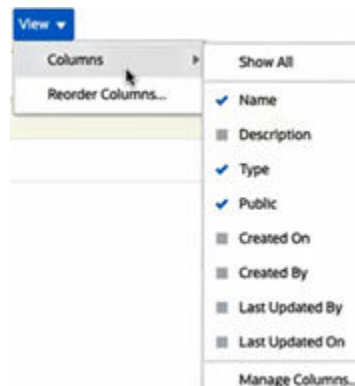 View
Columns
Reorder Columns...
Show All
Name
Description
Type
Public
Created On
Created By
Last Updated By
Last Updated On
Manage Columns..